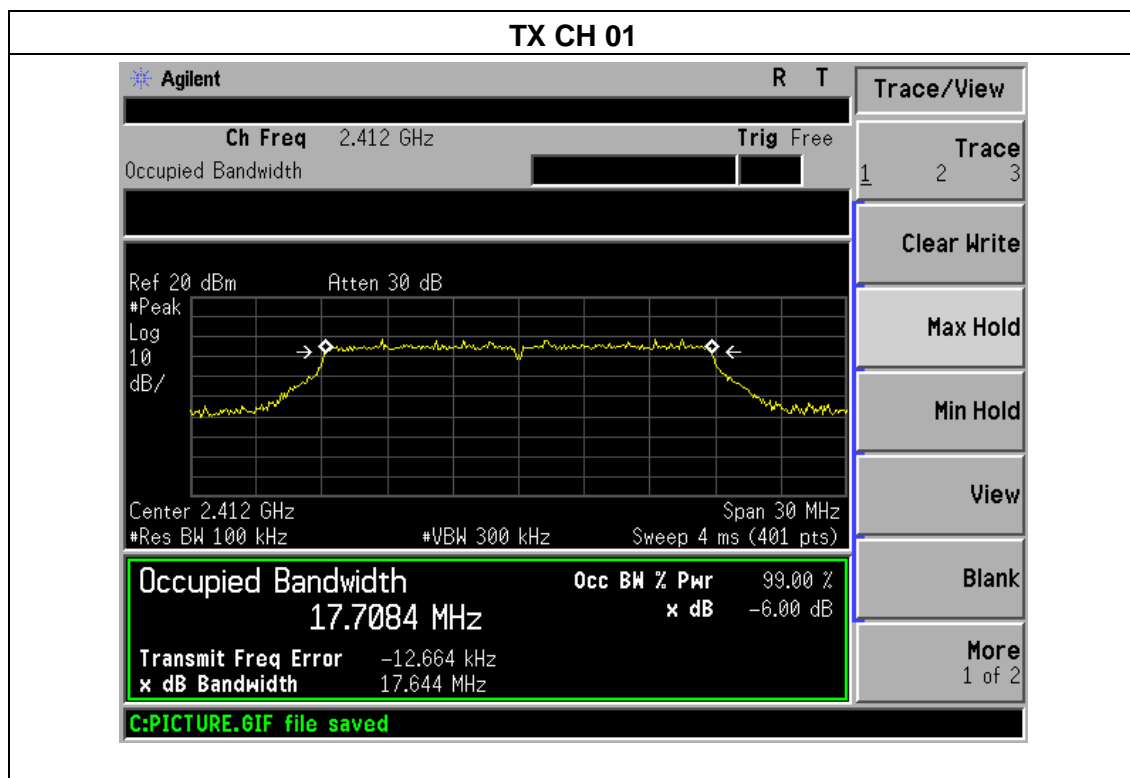 TX CH 01
Agilent R T
Trace/View
Ch Freq 2.412 GHz Trig Free
Occupied Bandwidth
Trace
1 2 3
Clear Write
Max Hold
Min Hold
View
Blank
More
1 of 2
Ref 20 dBm Atten 30 dB
#Peak
Log
10
dB/
Center 2.412 GHz Span 30 MHz
#Res BW 100 kHz #VBW 300 kHz Sweep 4 ms (401 pts)
Occupied Bandwidth Occ BW % Pwr 99.00 %
17.7084 MHz x dB -6.00 dB
Transmit Freq Error -12.664 kHz
x dB Bandwidth 17.644 MHz
C:PICTURE.GIF file saved